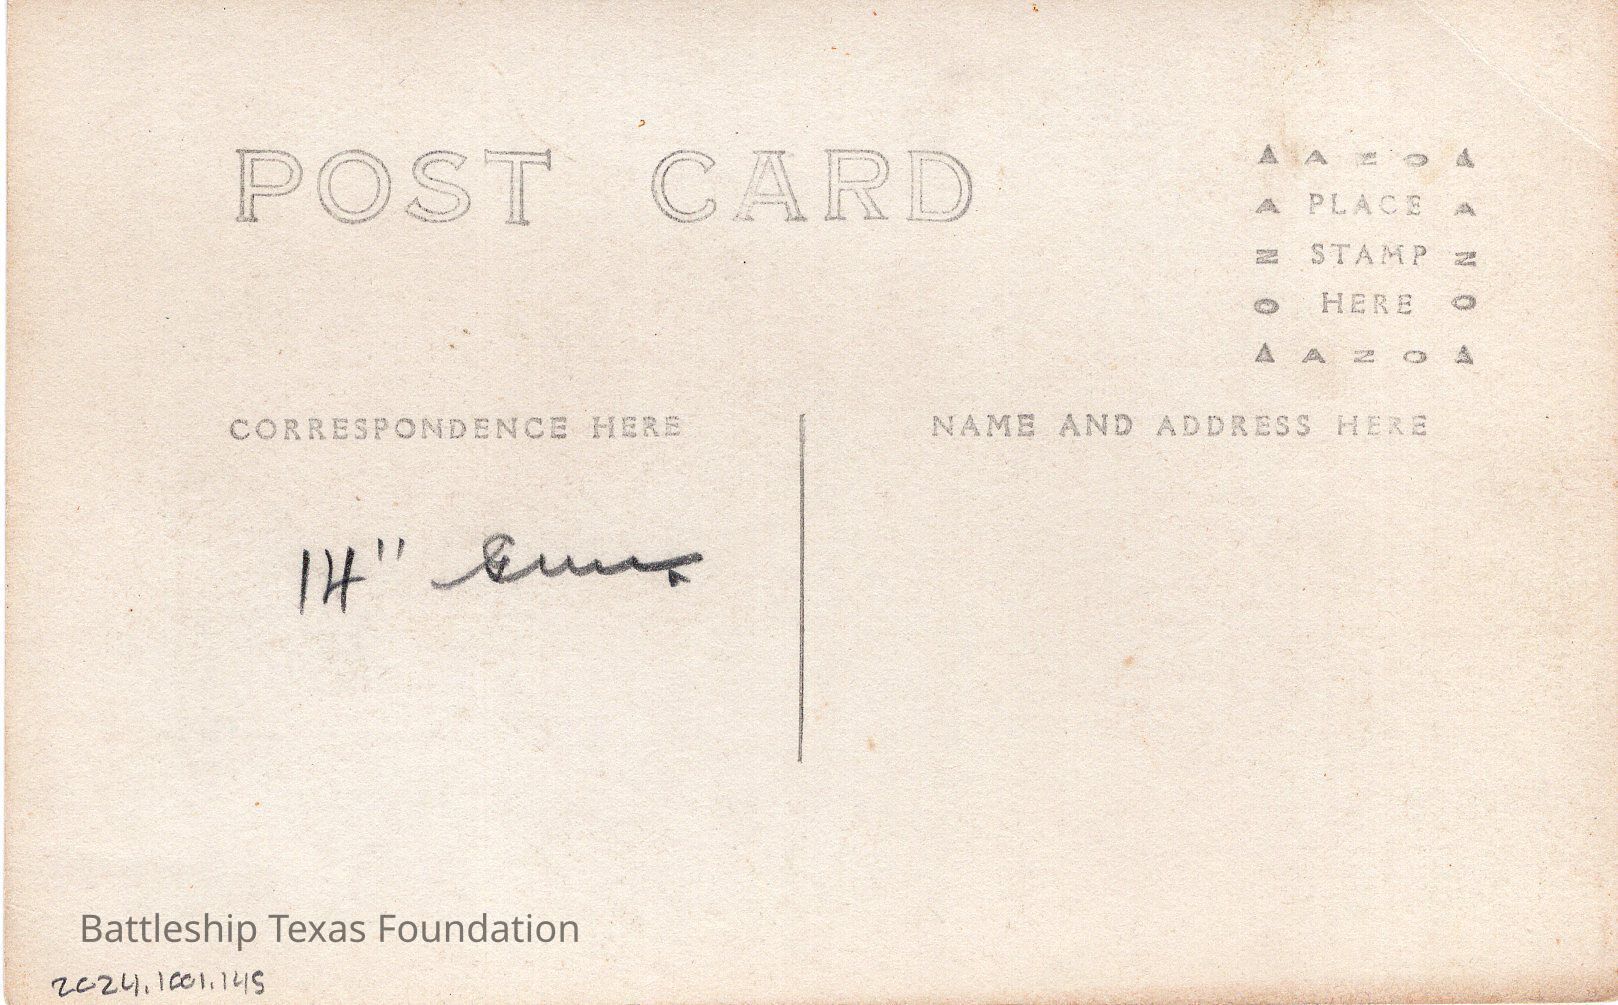 POST CARD
AZO
A PLACE A
N STAMP N
O HERE O
AZO
CORRESPONDENCE HERE
NAME AND ADDRESS HERE
14" Guns
Battleship Texas Foundation
2024.1001.145